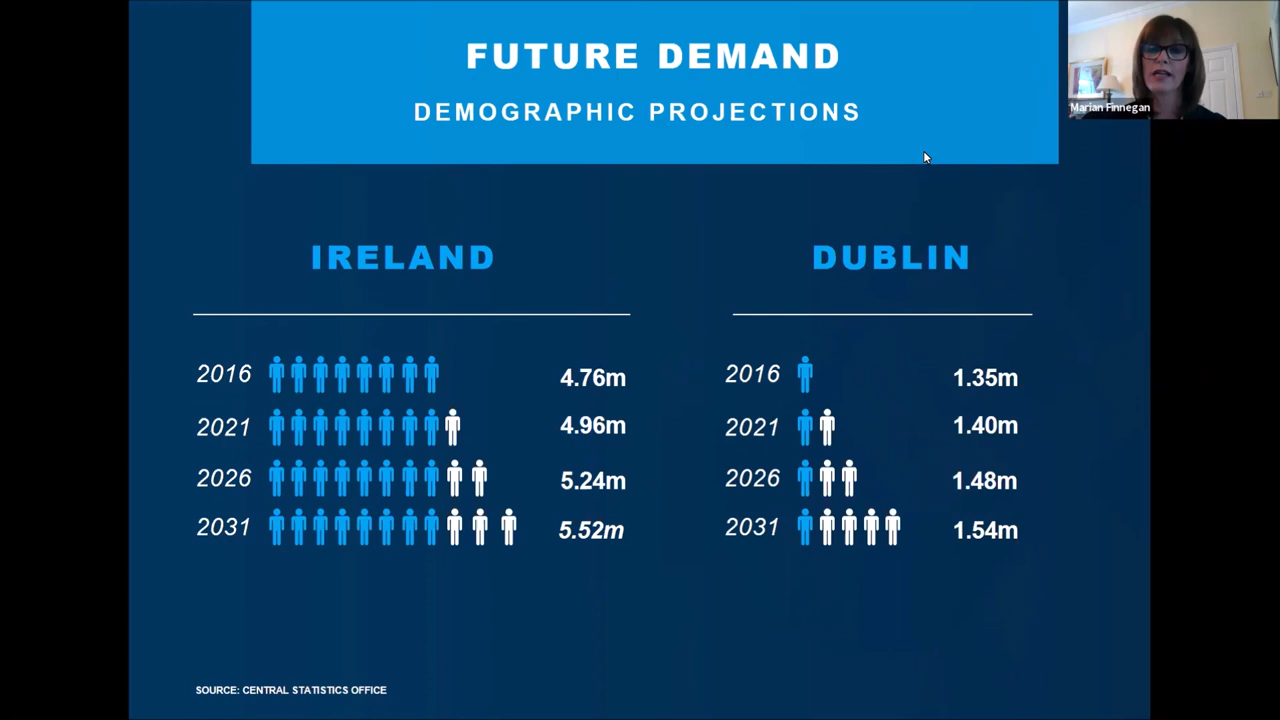 FUTURE DEMAND
DEMOGRAPHIC PROJECTIONS
Marian Finnegan
IRELAND
2016 4.76m
2021 4.96m
2026 5.24m
2031 5.52m
DUBLIN
2016 1.35m
2021 1.40m
2026 1.48m
2031 1.54m
SOURCE: CENTRAL STATISTICS OFFICE